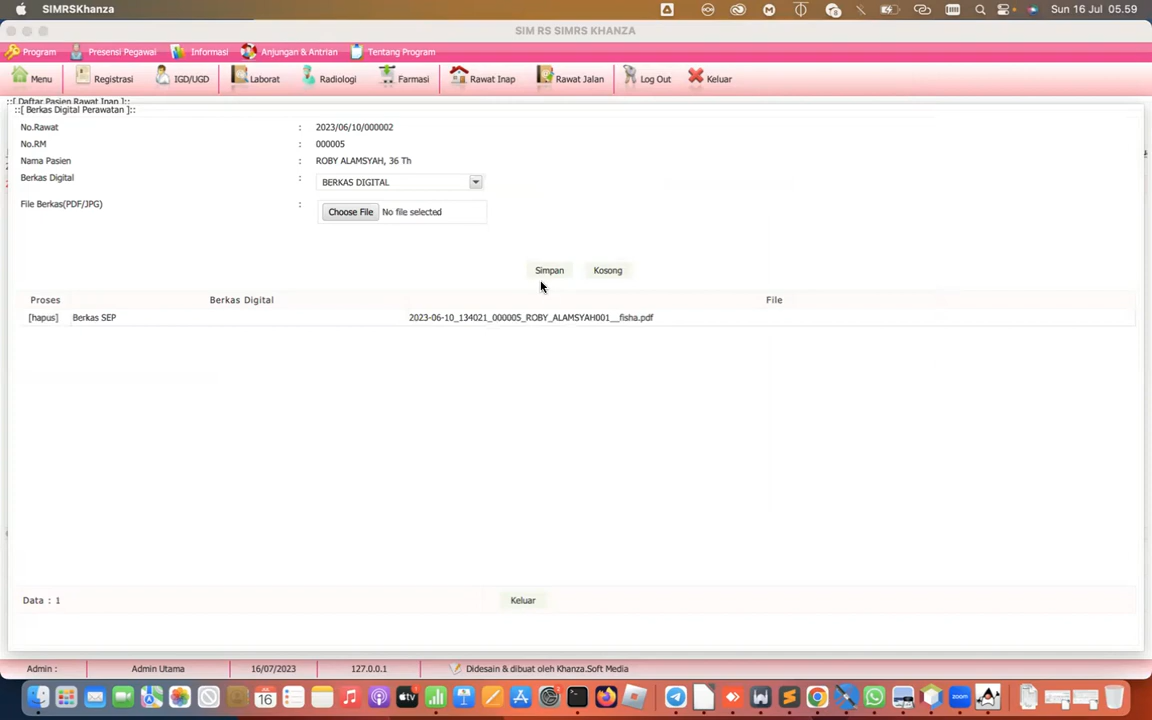 SIMRSKhanza
Sun 16 Jul 05.59
SIM RS SIMRS KHANZA
Program Presensi Pegawai Informasi Anjungan & Antrian Tentang Program
Menu Registrasi IGD/UGD Laborat Radiologi Farmasi Rawat Inap Rawat Jalan Log Out Keluar
::[ Daftar Pasien Rawat Inap ]::
::[ Berkas Digital Perawatan ]::
No.Rawat : 2023/06/10/000002
No.RM : 000005
Nama Pasien : ROBY ALAMSYAH, 36 Th
Berkas Digital : BERKAS DIGITAL
File Berkas(PDF/JPG) : Choose File No file selected
Simpan Kosong
Proses Berkas Digital File
[hapus] Berkas SEP 2023-06-10_134021_000005_ROBY_ALAMSYAH001__fisha.pdf
Data : 1 Keluar
Admin : Admin Utama 16/07/2023 127.0.0.1 Didesain & dibuat oleh Khanza.Soft Media